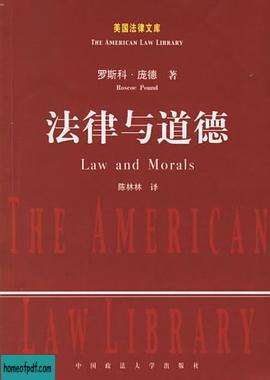 美国法律文库
THE AMERICAN LAW LIBRARY
罗斯科·庞德 著
Roscoe Pound
法律与道德
Law and Morals
陈林林 译
THE AMERICAN
LAW LIBRARY
中国政法大学出版社
homeofpdf.com